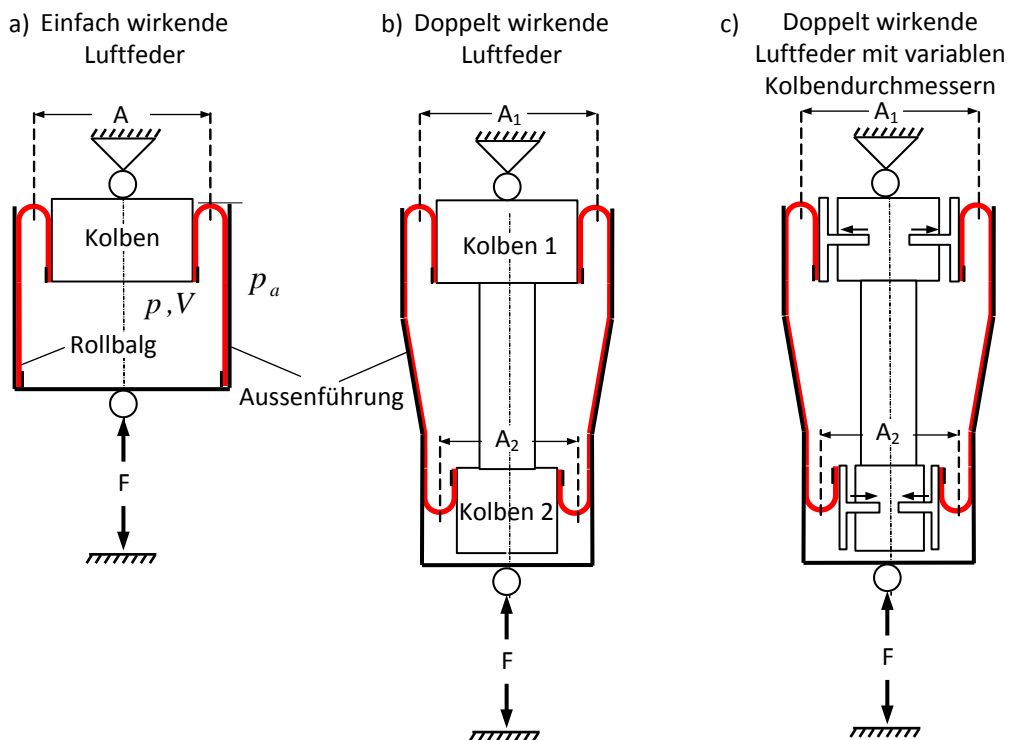 a) Einfach wirkende
Luftfeder
A
Kolben
p , V
p a
Rollbalg
Aussenführung
F
b) Doppelt wirkende
Luftfeder
A1
Kolben 1
A2
Kolben 2
F
c) Doppelt wirkende
Luftfeder mit variablen
Kolbendurchmessern
A1
A2
F